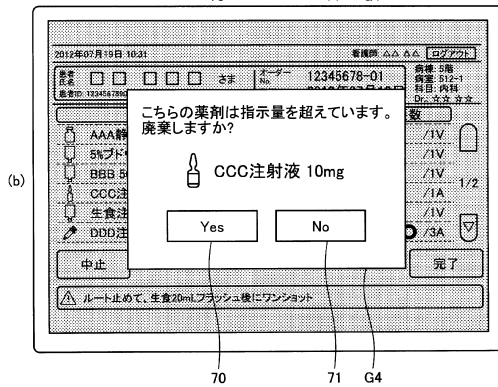 2012年07月19日 10:31 看護師 △△ △△ ログアウト
患者氏名 □ □ □ □ □ さま オーダーNo. 12345678-01
病棟: 5階
病室: 512-1
科目: 内科
Dr.: ☆☆ ☆☆
患者ID:
数
こちらの薬剤は指示量を超えています。
廃棄しますか?
CCC注射液 10mg
Yes No
AAA静 /1V
5%ブド /1V
BBB 5 /1V
CCC注 /1A
生食注 /1V
DDD注 /3A
1/2
中止 完了
ルート止めて、生食20mLフラッシュ後にワンショット
(b)
70 71 G4